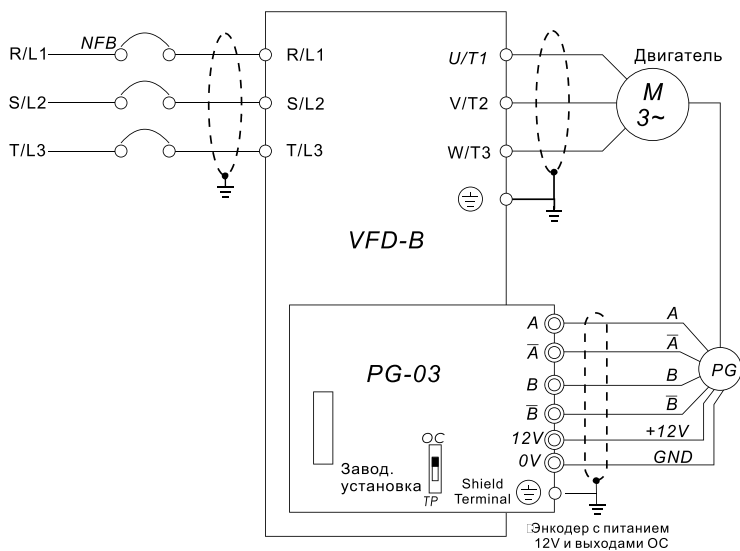 R/L1 NFB R/L1 U/T1 Двигатель
S/L2 S/L2 V/T2 M
3~
T/L3 T/L3 W/T3
VFD-B
A A
A̅ A̅
PG-03 B B PG
B̅ B̅
12V +12V
OC
0V GND
Завод.
установка
TP
Shield
Terminal
Энкодер с питанием
12V и выходами ОС